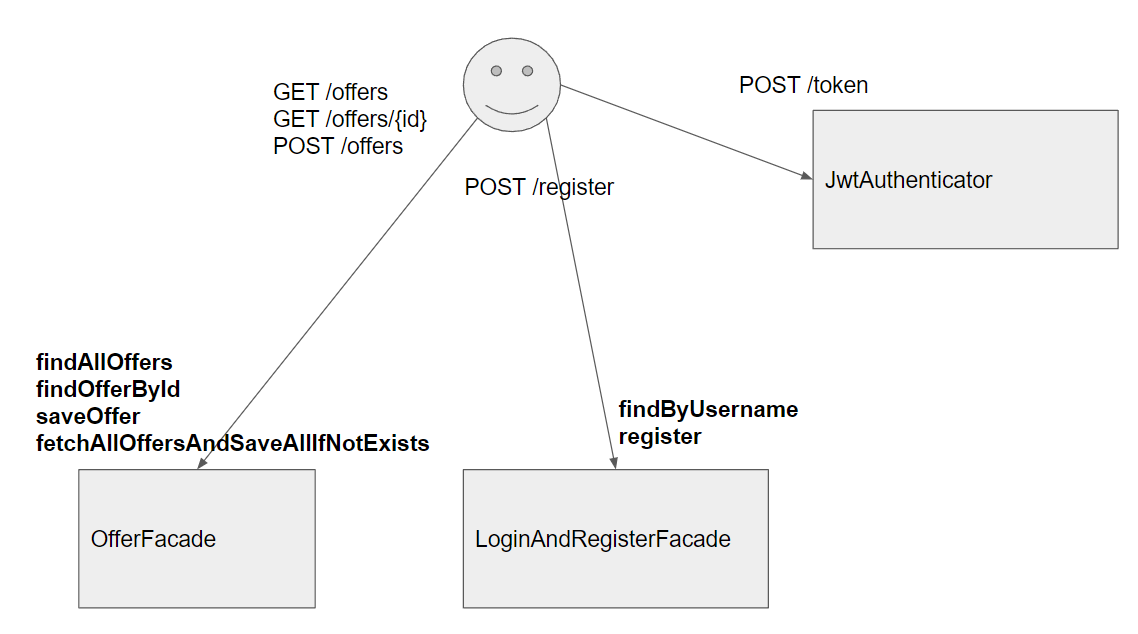 GET /offers
GET /offers/{id}
POST /offers
POST /token
JwtAuthenticator
POST /register
findAllOffers
findOfferById
saveOffer
fetchAllOffersAndSaveAllIfNotExists
findByUsername
register
OfferFacade
LoginAndRegisterFacade